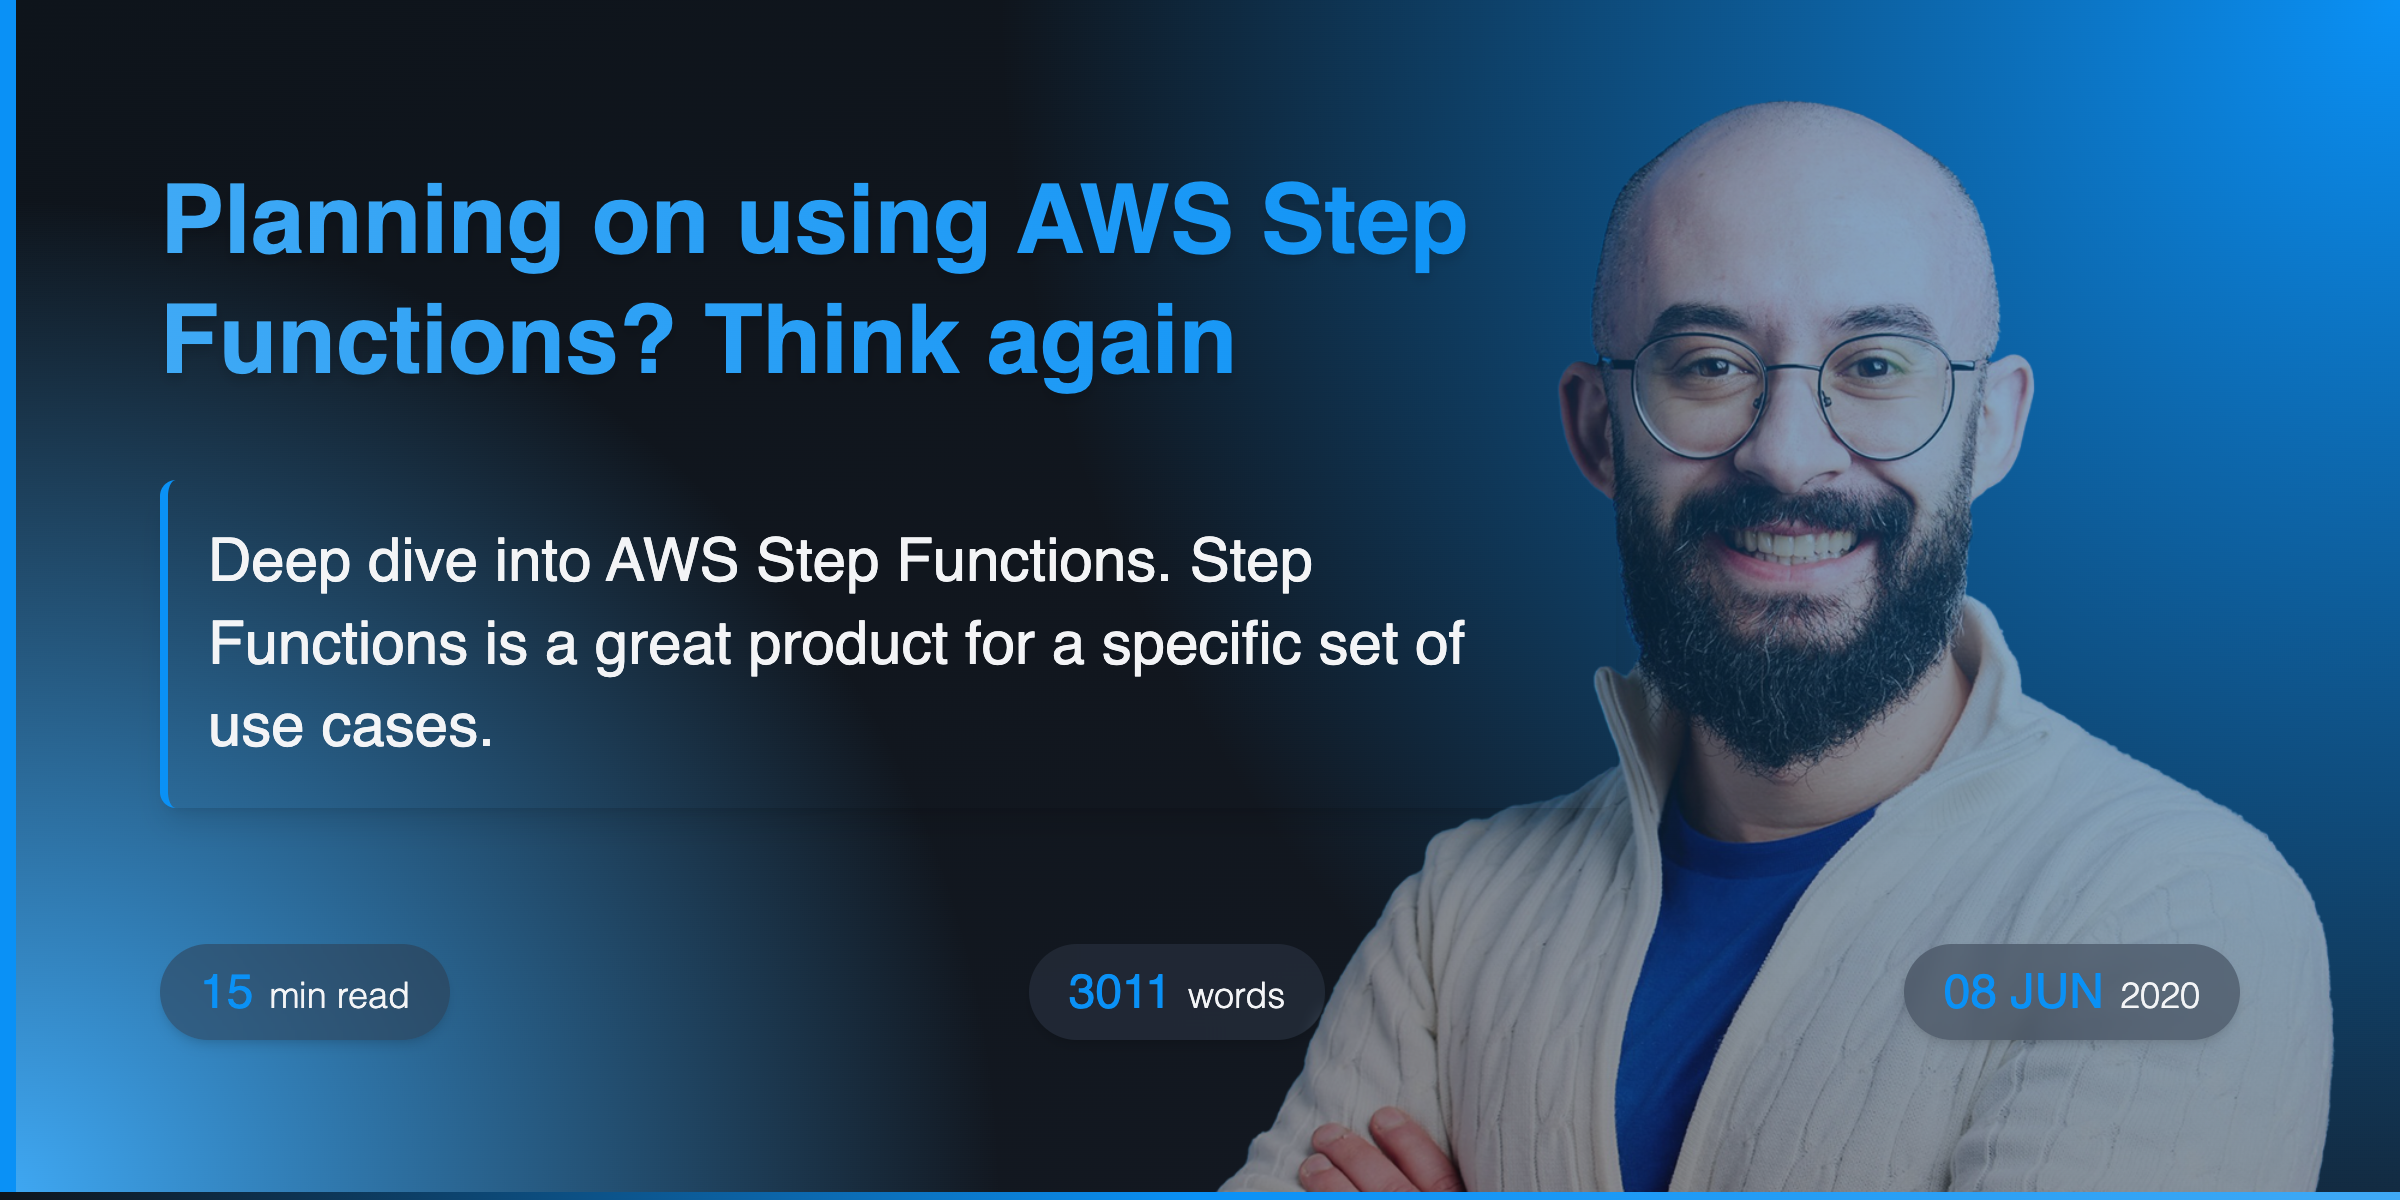 Planning on using AWS Step
Functions? Think again
Deep dive into AWS Step Functions. Step
Functions is a great product for a specific set of
use cases.
15 min read
3011 words
08 JUN 2020